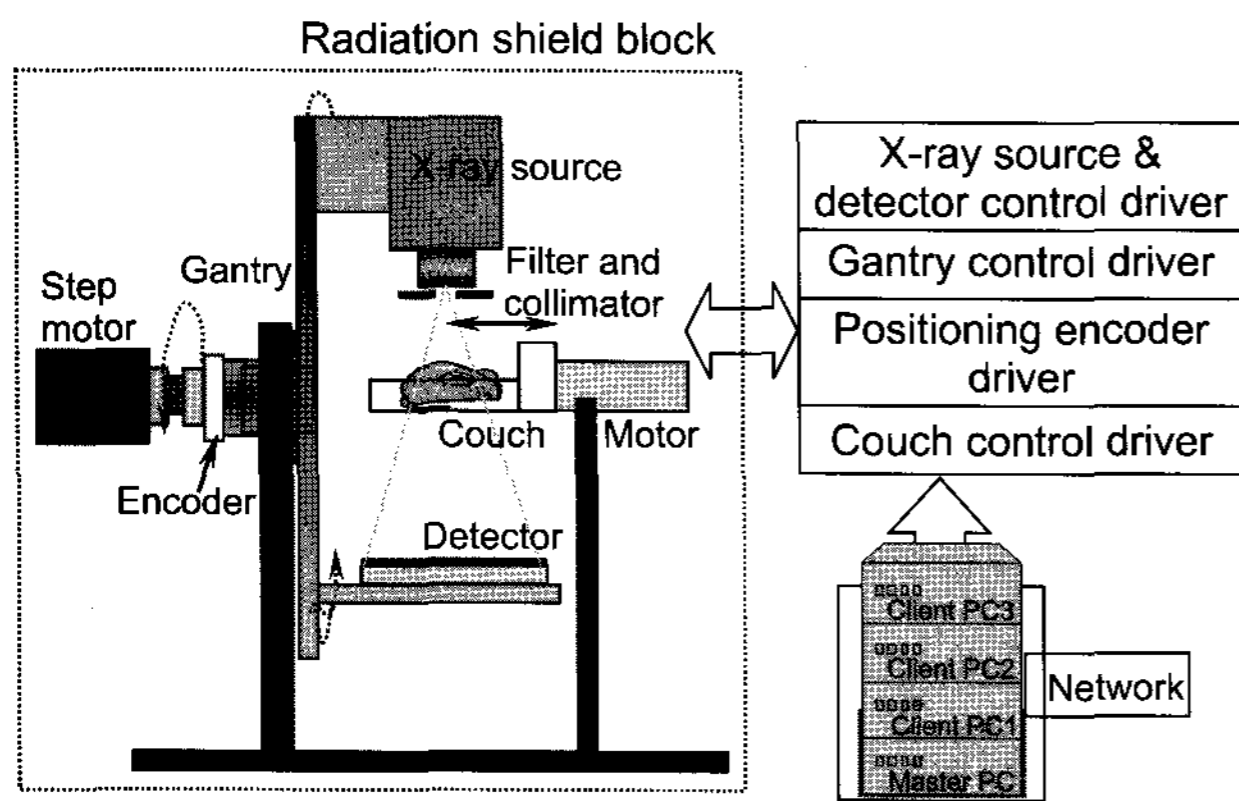 Radiation shield block
X-ray source
Gantry
Filter and
collimator
Step
motor
Couch
Motor
Encoder
Detector
X-ray source &
detector control driver
Gantry control driver
Positioning encoder
driver
Couch control driver
Client PC3
Client PC2
Client PC1
Master PC
Network